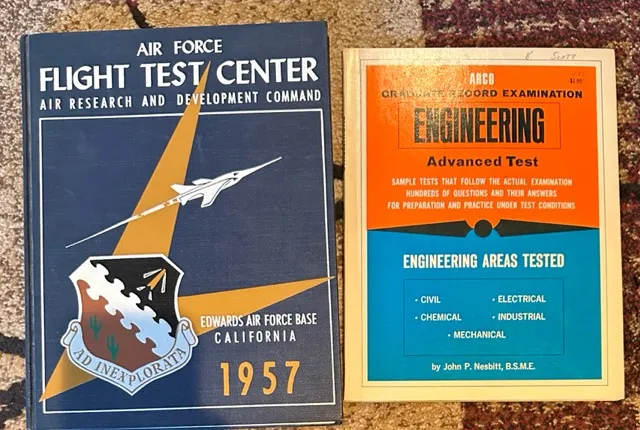 AIR FORCE
FLIGHT TEST CENTER
AIR RESEARCH AND DEVELOPMENT COMMAND
AD INEXPLORATA
EDWARDS AIR FORCE BASE
CALIFORNIA
1957
Scott
ARCO
GRADUATE RECORD EXAMINATION
ENGINEERING
Advanced Test
SAMPLE TESTS THAT FOLLOW THE ACTUAL EXAMINATION
HUNDREDS OF QUESTIONS AND THEIR ANSWERS
FOR PREPARATION AND PRACTICE UNDER TEST CONDITIONS
ENGINEERING AREAS TESTED
• CIVIL • ELECTRICAL
• CHEMICAL • INDUSTRIAL
• MECHANICAL
by John P. Nesbitt, B.S.M.E.